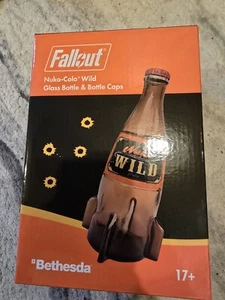 Fallout®
Nuka-Cola® Wild
Glass Bottle & Bottle Caps
WILD
Bethesda
17+